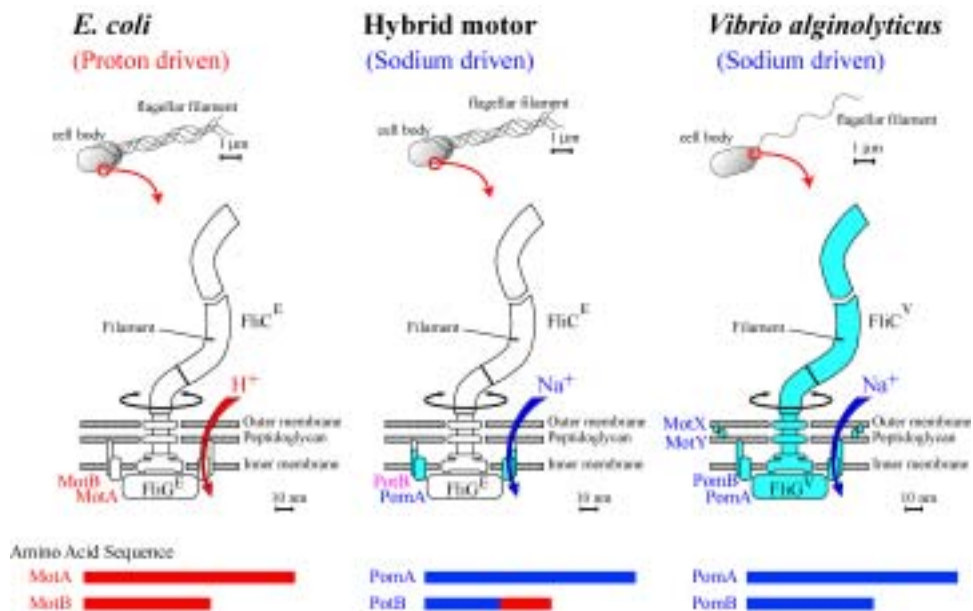 E. coli
(Proton driven)
flagellar filament
cell body
1 μm
FliC E
Filament
H+
Outer membrane
Peptidoglycan
Inner membrane
MotB
MotA
FliG E
10 nm
Hybrid motor
(Sodium driven)
flagellar filament
cell body
1 μm
FliC E
Filament
Na+
Outer membrane
Peptidoglycan
Inner membrane
PotB
PomA
FliG E
10 nm
Vibrio alginolyticus
(Sodium driven)
cell body
flagellar filament
1 μm
FliC V
Filament
Na+
MotX
MotY
Outer membrane
Peptidoglycan
Inner membrane
PomB
PomA
FliG V
10 nm
Amino Acid Sequence
MotA
MotB
PomA
PotB
PomA
PomB